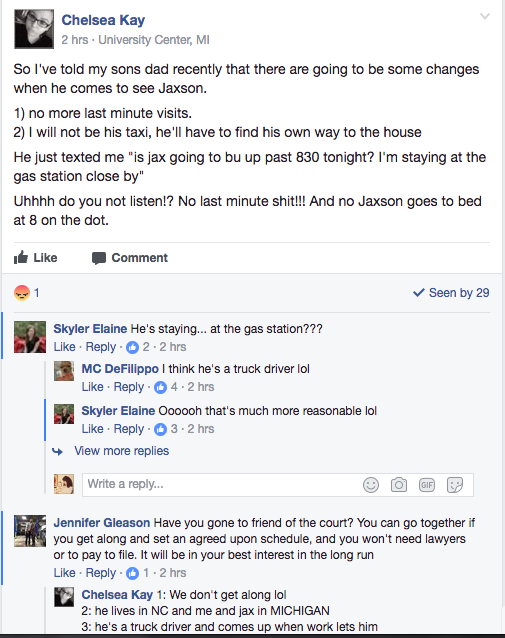 Chelsea Kay
2 hrs · University Center, MI
So I've told my sons dad recently that there are going to be some changes
when he comes to see Jaxson.
1) no more last minute visits.
2) I will not be his taxi, he'll have to find his own way to the house
He just texted me "is jax going to bu up past 830 tonight? I'm staying at the
gas station close by"
Uhhhh do you not listen!? No last minute shit!!! And no Jaxson goes to bed
at 8 on the dot.
Like Comment
1 Seen by 29
Skyler Elaine He's staying... at the gas station???
Like · Reply · 2 · 2 hrs
MC DeFilippo I think he's a truck driver lol
Like · Reply · 4 · 2 hrs
Skyler Elaine Oooooh that's much more reasonable lol
Like · Reply · 3 · 2 hrs
View more replies
Write a reply...
GIF
Jennifer Gleason Have you gone to friend of the court? You can go together if
you get along and set an agreed upon schedule, and you won't need lawyers
or to pay to file. It will be in your best interest in the long run
Like · Reply · 1 · 2 hrs
Chelsea Kay 1: We don't get along lol
2: he lives in NC and me and jax in MICHIGAN
3: he's a truck driver and comes up when work lets him